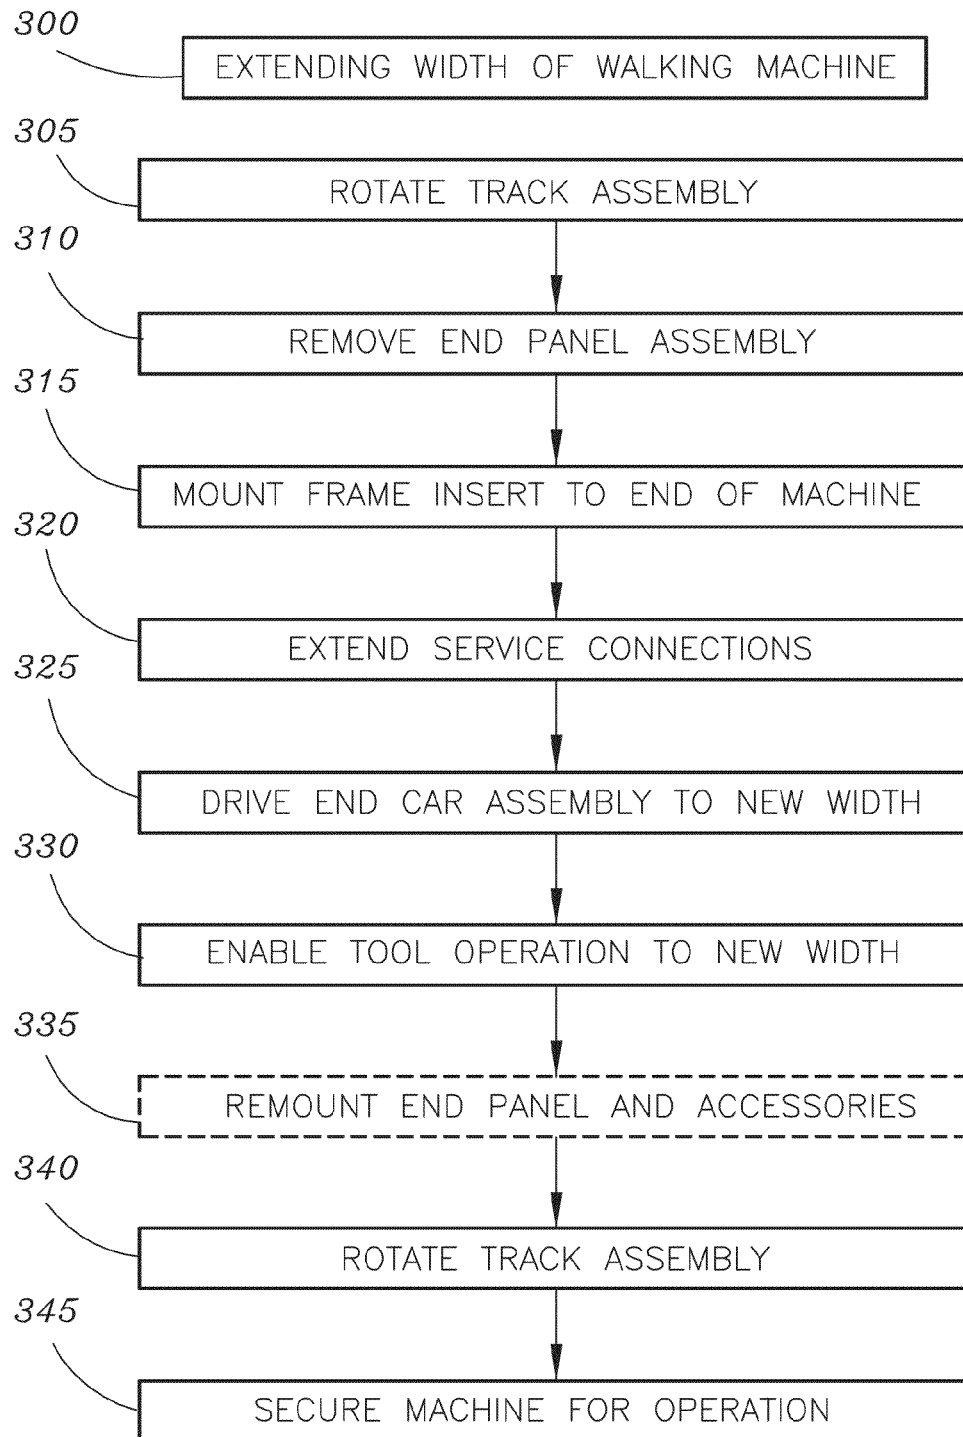 300
EXTENDING WIDTH OF WALKING MACHINE
305
ROTATE TRACK ASSEMBLY
310
REMOVE END PANEL ASSEMBLY
315
MOUNT FRAME INSERT TO END OF MACHINE
320
EXTEND SERVICE CONNECTIONS
325
DRIVE END CAR ASSEMBLY TO NEW WIDTH
330
ENABLE TOOL OPERATION TO NEW WIDTH
335
REMOUNT END PANEL AND ACCESSORIES
340
ROTATE TRACK ASSEMBLY
345
SECURE MACHINE FOR OPERATION